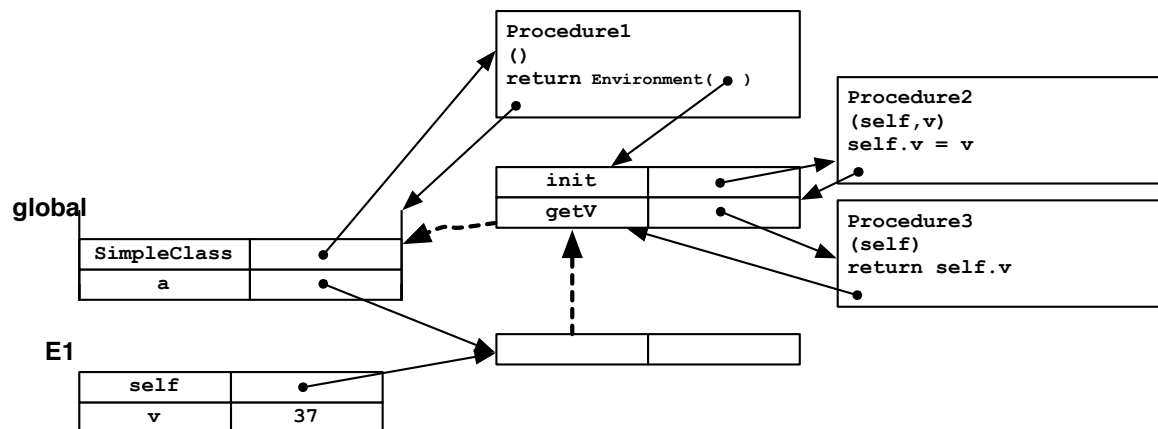 Procedure1
()
return Environment( )
Procedure2
(self,v)
self.v = v
init
getV
global
Procedure3
(self)
return self.v
SimpleClass
a
E1
self
v 37